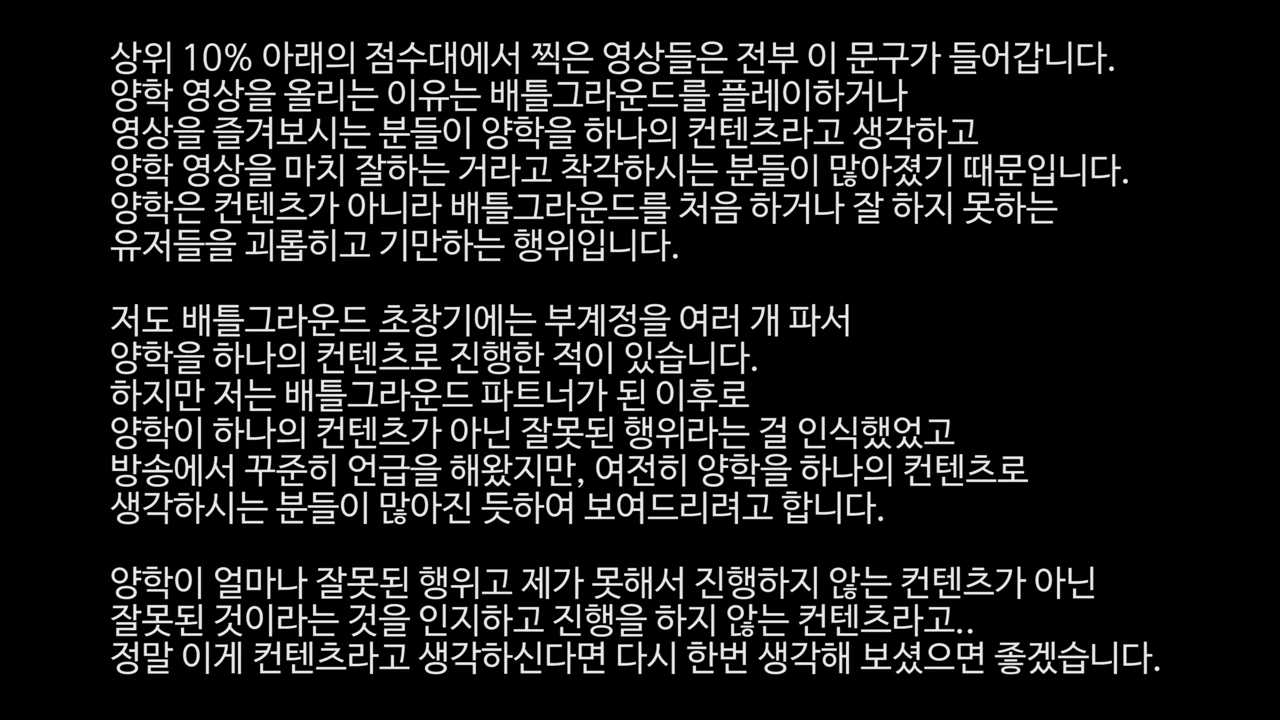 상위 10% 아래의 점수대에서 찍은 영상들은 전부 이 문구가 들어갑니다.
양학 영상을 올리는 이유는 배틀그라운드를 플레이하거나
영상을 즐겨보시는 분들이 양학을 하나의 컨텐츠라고 생각하고
양학 영상을 마치 잘하는 거라고 착각하시는 분들이 많아졌기 때문입니다.
양학은 컨텐츠가 아니라 배틀그라운드를 처음 하거나 잘 하지 못하는
유저들을 괴롭히고 기만하는 행위입니다.
저도 배틀그라운드 초창기에는 부계정을 여러 개 파서
양학을 하나의 컨텐츠로 진행한 적이 있습니다.
하지만 저는 배틀그라운드 파트너가 된 이후로
양학이 하나의 컨텐츠가 아닌 잘못된 행위라는 걸 인식했었고
방송에서 꾸준히 언급을 해왔지만, 여전히 양학을 하나의 컨텐츠로
생각하시는 분들이 많아진 듯하여 보여드리려고 합니다.
양학이 얼마나 잘못된 행위고 제가 못해서 진행하지 않는 컨텐츠가 아닌
잘못된 것이라는 것을 인지하고 진행을 하지 않는 컨텐츠라고..
정말 이게 컨텐츠라고 생각하신다면 다시 한번 생각해 보셨으면 좋겠습니다.